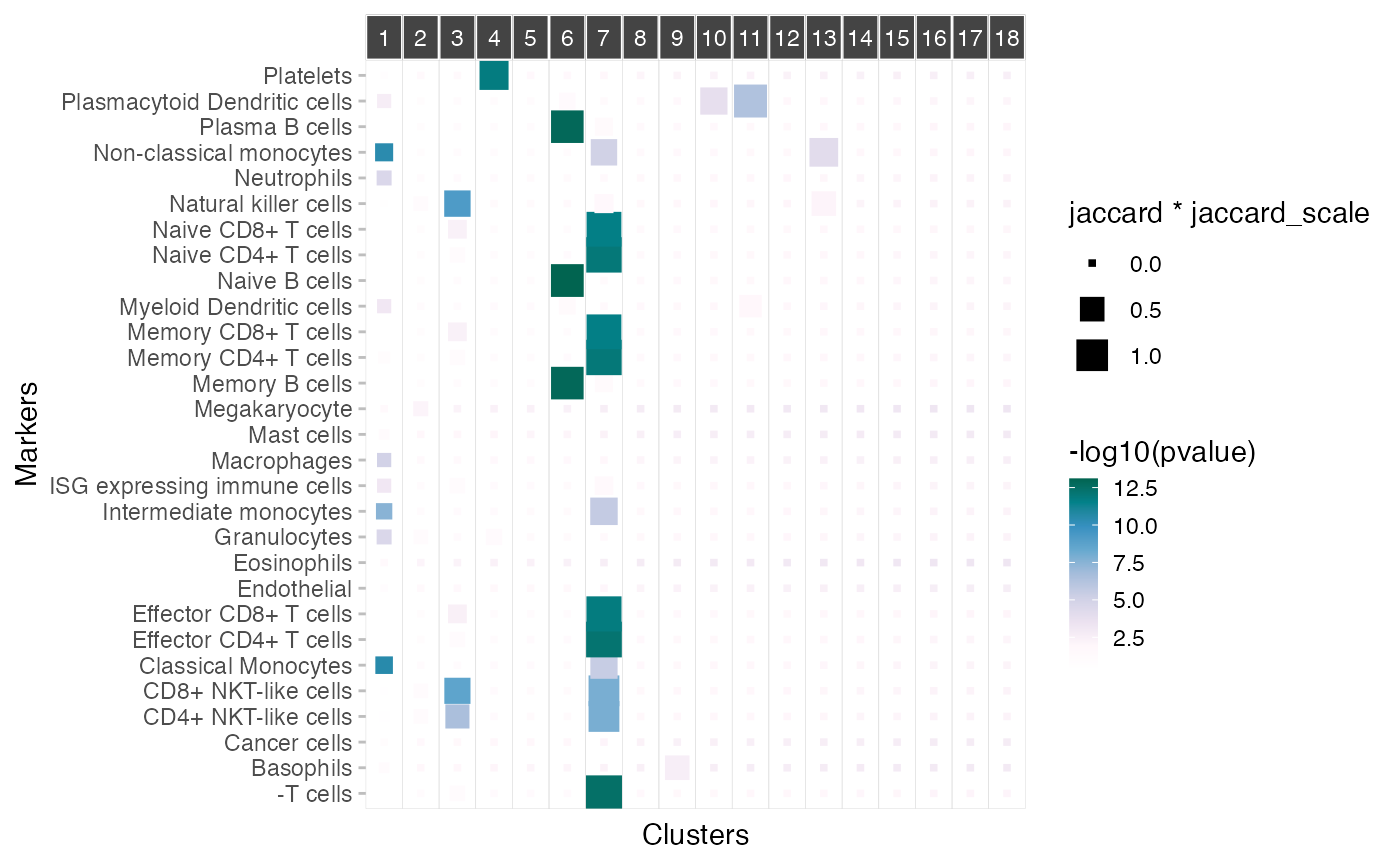 1 2 3 4 5 6 7 8 9 10 11 12 13 14 15 16 17 18
Platelets
Plasmacytoid Dendritic cells
Plasma B cells
Non-classical monocytes
Neutrophils
Natural killer cells
Naive CD8+ T cells
Naive CD4+ T cells
Naive B cells
Myeloid Dendritic cells
Memory CD8+ T cells
Memory CD4+ T cells
Memory B cells
Megakaryocyte
Mast cells
Macrophages
ISG expressing immune cells
Intermediate monocytes
Granulocytes
Eosinophils
Endothelial
Effector CD8+ T cells
Effector CD4+ T cells
Classical Monocytes
CD8+ NKT-like cells
CD4+ NKT-like cells
Cancer cells
Basophils
-T cells
Markers
Clusters
jaccard * jaccard_scale
0.0
0.5
1.0
-log10(pvalue)
12.5
10.0
7.5
5.0
2.5